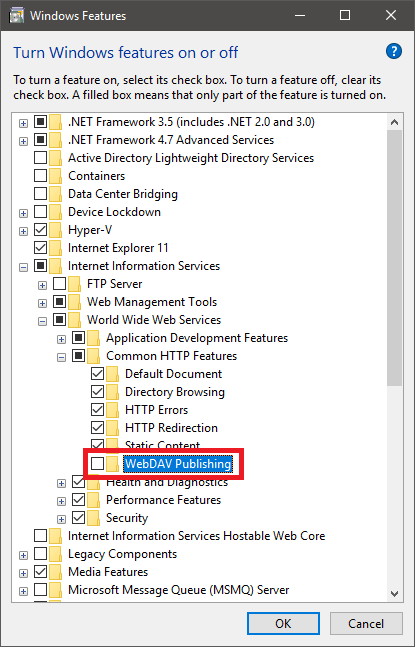 Windows Features
Turn Windows features on or off
?
To turn a feature on, select its check box. To turn a feature off, clear its
check box. A filled box means that only part of the feature is turned on.
.NET Framework 3.5 (includes .NET 2.0 and 3.0)
.NET Framework 4.7 Advanced Services
Active Directory Lightweight Directory Services
Containers
Data Center Bridging
Device Lockdown
Hyper-V
Internet Explorer 11
Internet Information Services
FTP Server
Web Management Tools
World Wide Web Services
Application Development Features
Common HTTP Features
Default Document
Directory Browsing
HTTP Errors
HTTP Redirection
Static Content
WebDAV Publishing
Health and Diagnostics
Performance Features
Security
Internet Information Services Hostable Web Core
Legacy Components
Media Features
Microsoft Message Queue (MSMQ) Server
OK
Cancel